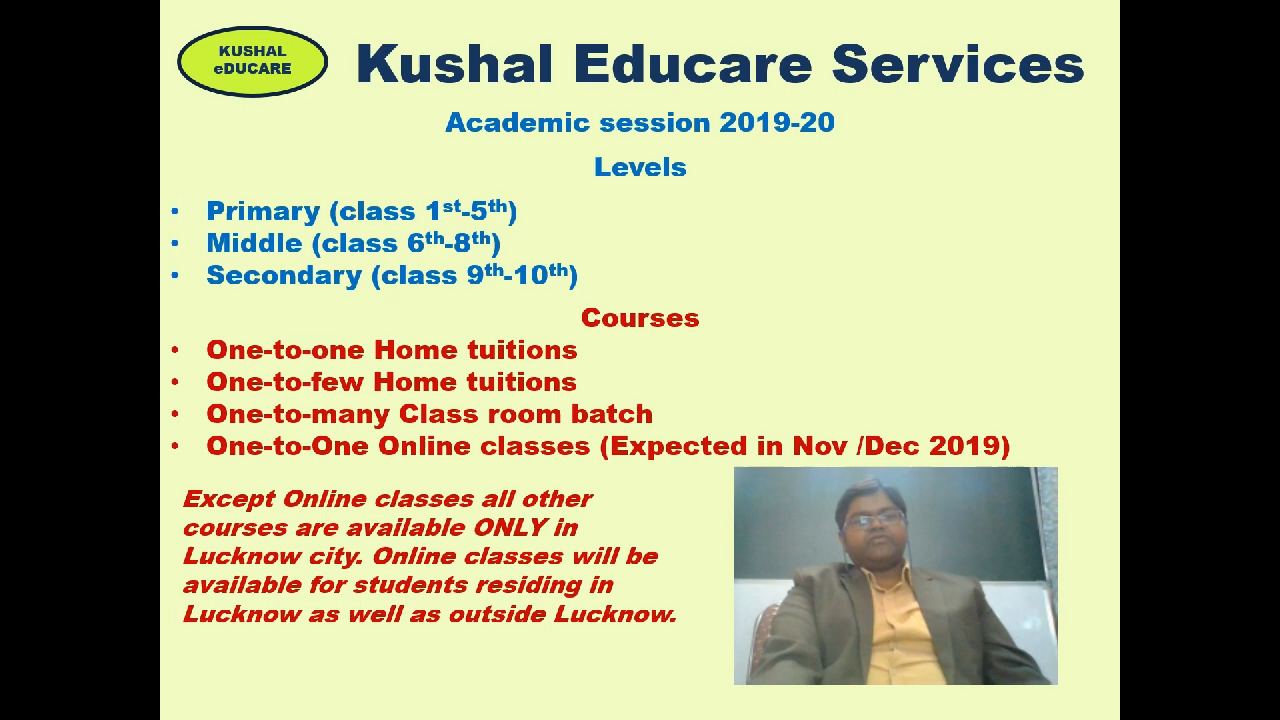 KUSHAL
eDUCARE
Kushal Educare Services
Academic session 2019-20
Levels
• Primary (class 1st-5th)
• Middle (class 6th-8th)
• Secondary (class 9th-10th)
Courses
• One-to-one Home tuitions
• One-to-few Home tuitions
• One-to-many Class room batch
• One-to-One Online classes (Expected in Nov /Dec 2019)
Except Online classes all other
courses are available ONLY in
Lucknow city. Online classes will be
available for students residing in
Lucknow as well as outside Lucknow.